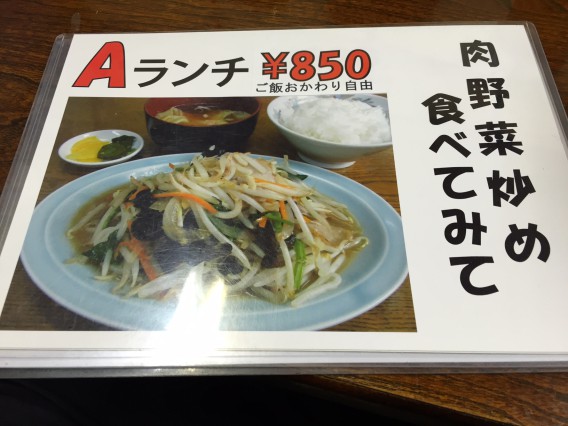 Aランチ ¥850
ご飯おかわり自由
肉野菜炒め
食べてみて